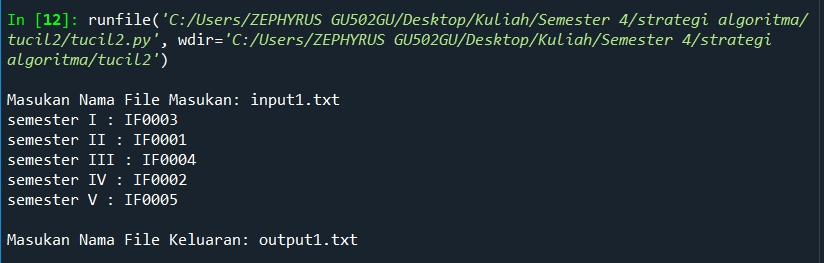 In [12]: runfile('C:/Users/ZEPHYRUS GU502GU/Desktop/Kuliah/Semester 4/strategi algoritma/
tucil2/tucil2.py', wdir='C:/Users/ZEPHYRUS GU502GU/Desktop/Kuliah/Semester 4/strategi
algoritma/tucil2')
Masukan Nama File Masukan: input1.txt
semester I : IF0003
semester II : IF0001
semester III : IF0004
semester IV : IF0002
semester V : IF0005
Masukan Nama File Keluaran: output1.txt